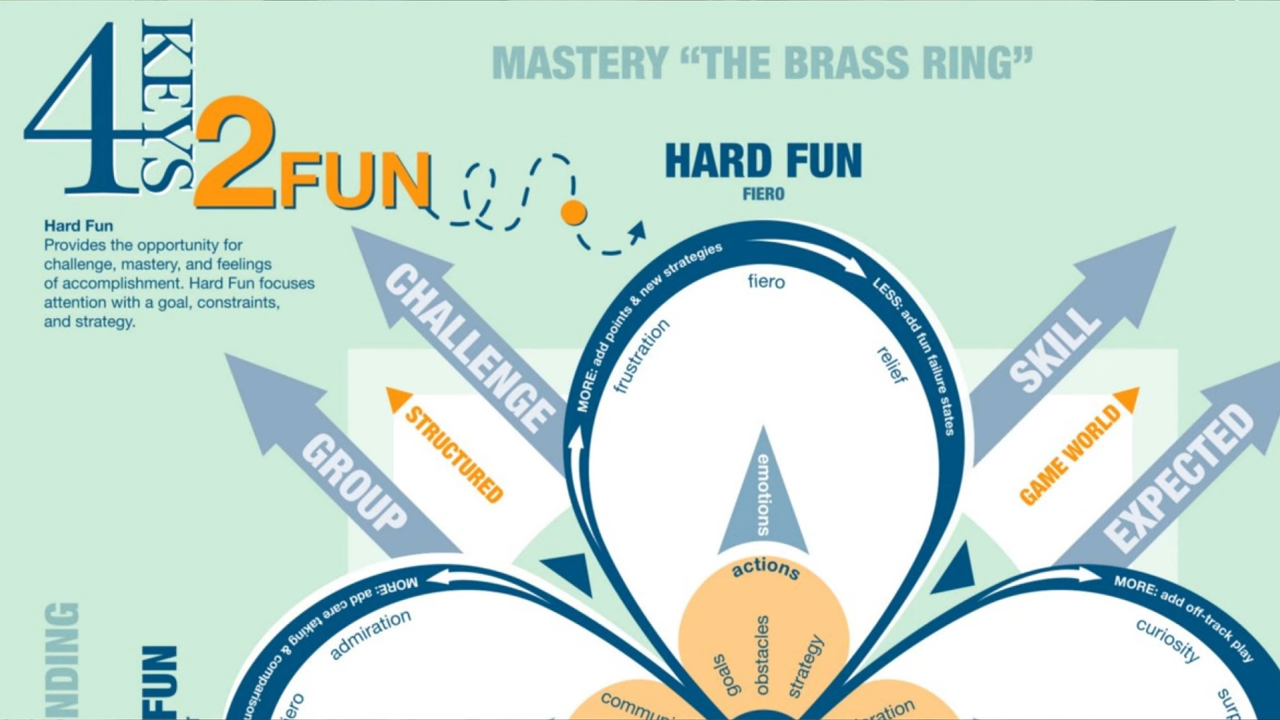 4 KEYS 2 FUN
MASTERY “THE BRASS RING”
HARD FUN
FIERO
Hard Fun
Provides the opportunity for
challenge, mastery, and feelings
of accomplishment. Hard Fun focuses
attention with a goal, constraints,
and strategy.
CHALLENGE
GROUP
STRUCTURED
SKILL
EXPECTED
GAME WORLD
MORE: add points & new strategies
LESS: add fun failure states
frustration
fiero
relief
emotions
actions
goals
obstacles
strategy
MORE: add care taking & comparison
admiration
MORE: add off-track play
curiosity
FUN